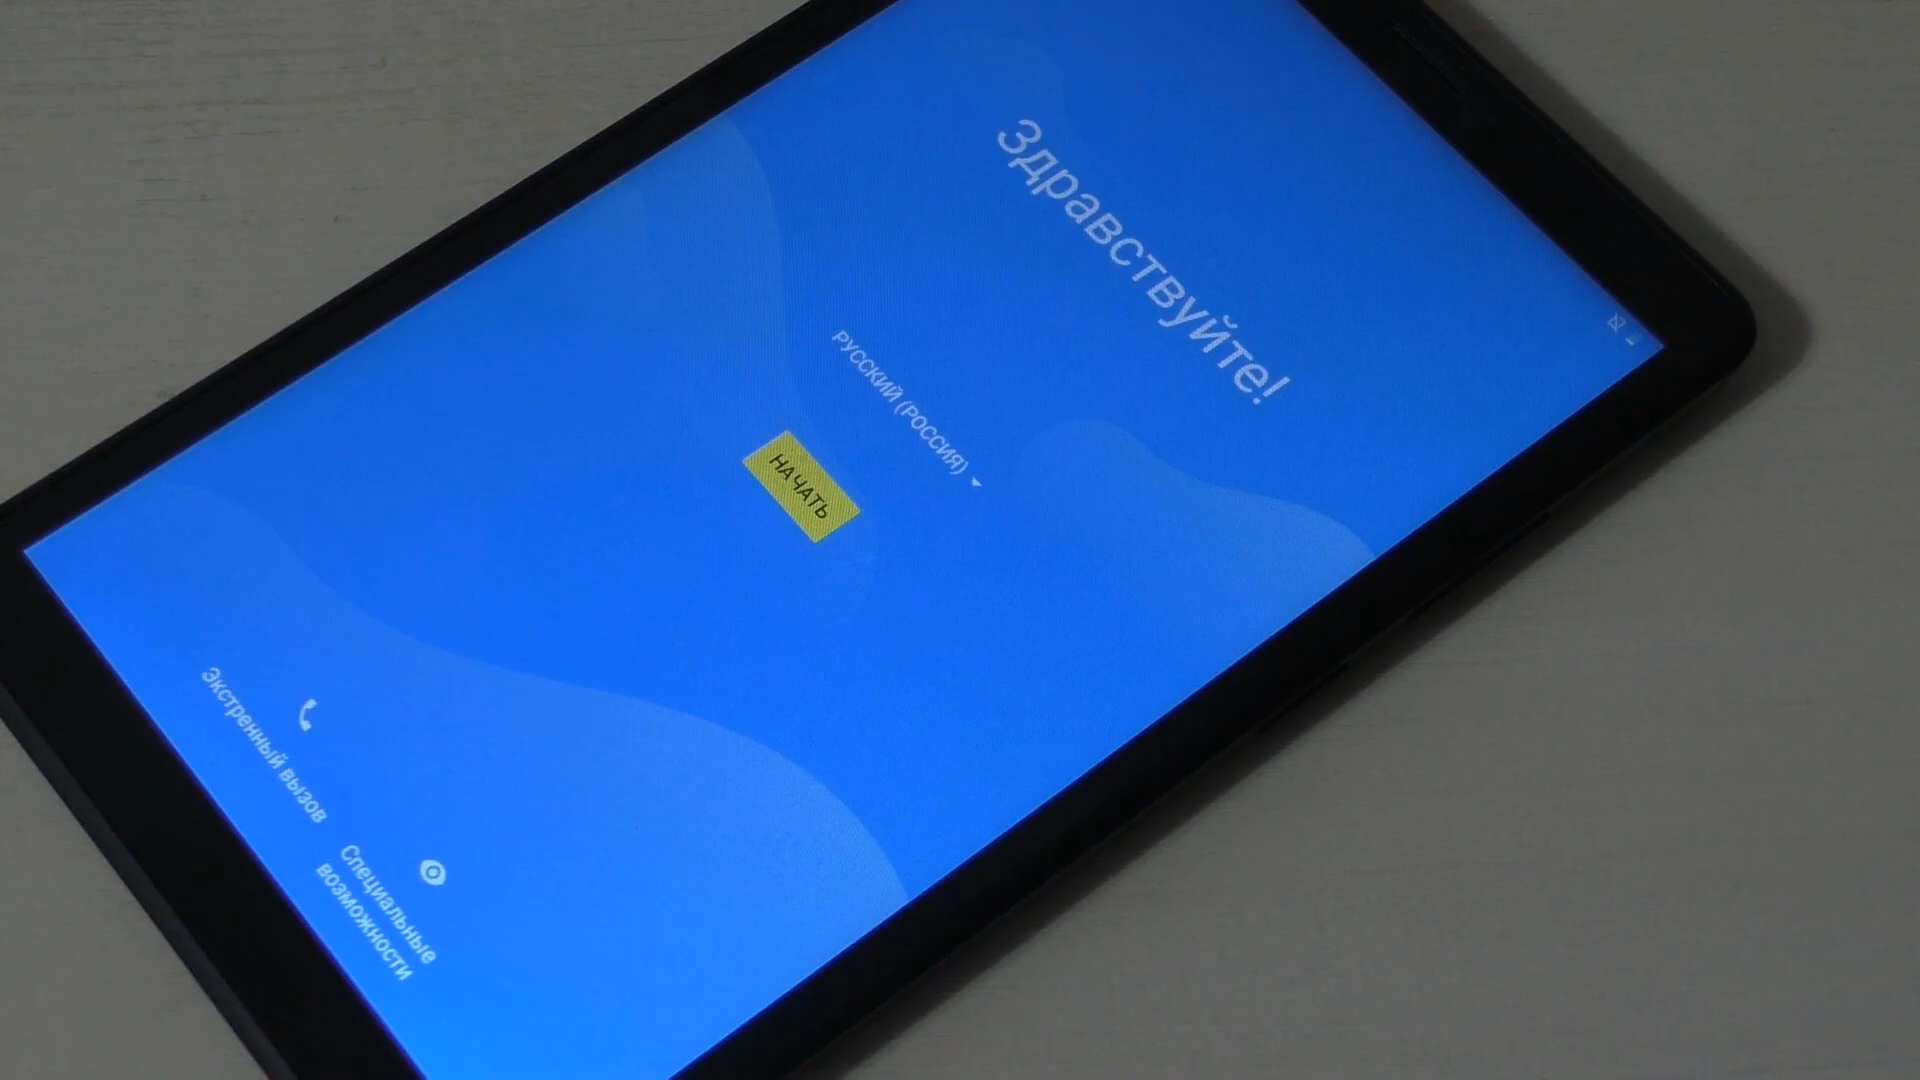 Здравствуйте!
РУССКИЙ (РОССИЯ)
НАЧАТЬ
Экстренный вызов
Специальные
возможности